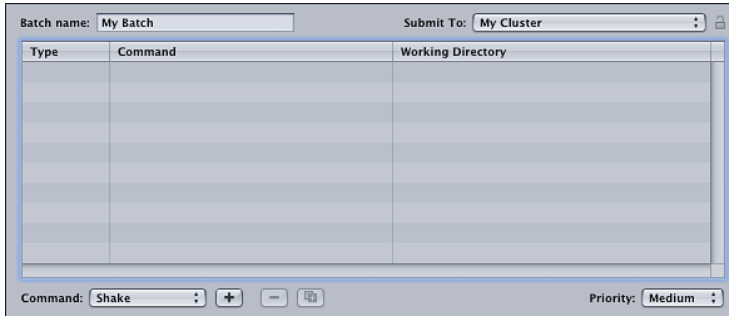 Batch name: My Batch Submit To: My Cluster
Type Command Working Directory
Command: Shake Priority: Medium